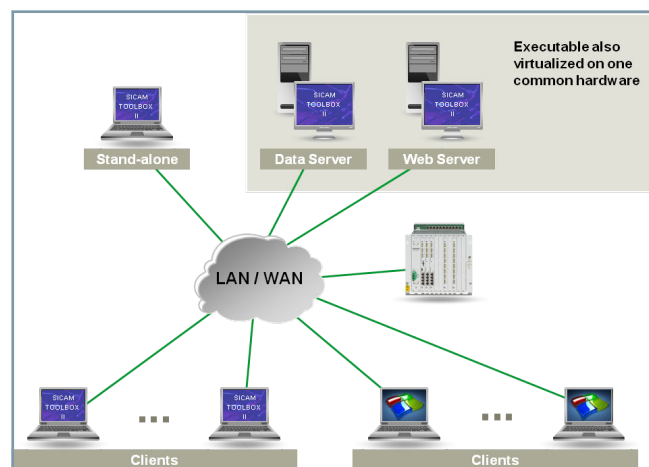 Executable also
virtualized on one
common hardware
SICAM
TOOLBOX
II
SICAM
TOOLBOX
II
SICAM
TOOLBOX
II
Stand-alone
Data Server
Web Server
LAN / WAN
SICAM
TOOLBOX
II
SICAM
TOOLBOX
II
Clients
Clients